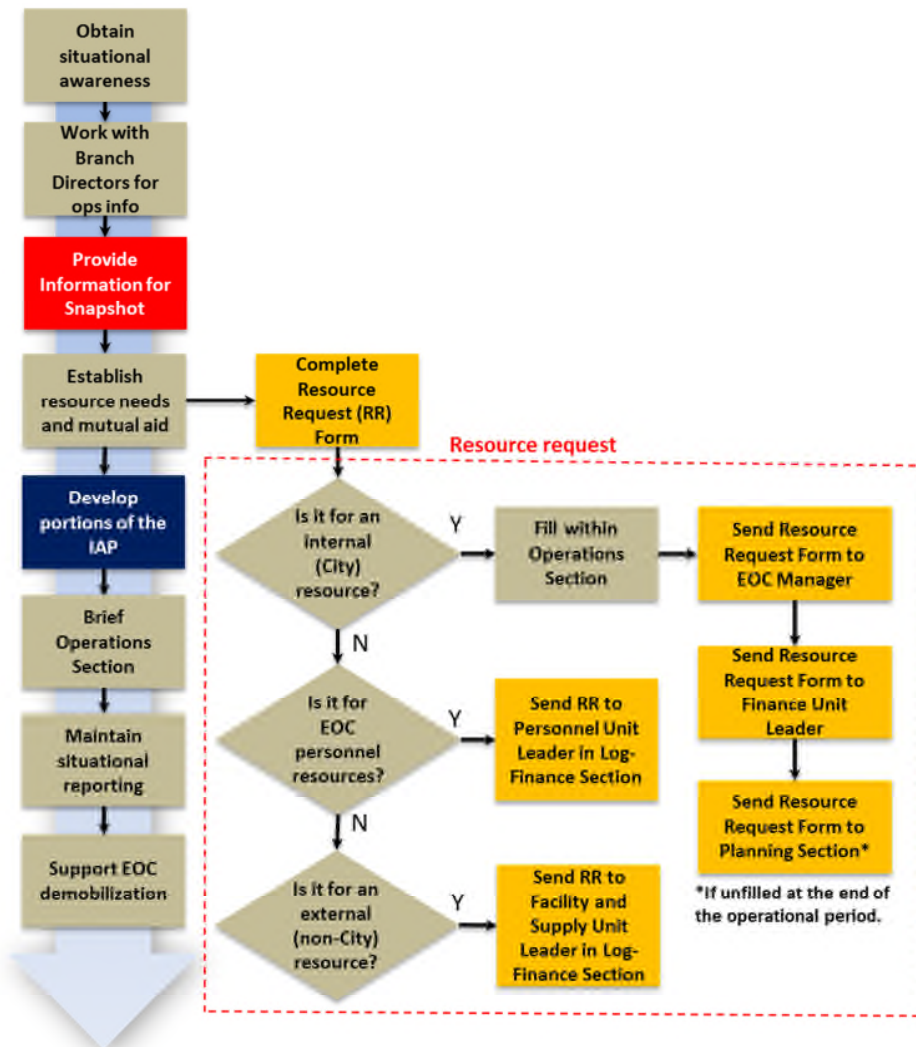 Obtain
situational
awareness
Work with
Branch
Directors for
ops info
Provide
Information for
Snapshot
Establish
resource needs
and mutual aid
Develop
portions of the
IAP
Brief
Operations
Section
Maintain
situational
reporting
Support EOC
demobilization
Complete
Resource
Request (RR)
Form
Resource request
Is it for an
internal
(City)
resource?
Y
Fill within
Operations
Section
Send Resource
Request Form to
EOC Manager
Send Resource
Request Form to
Finance Unit
Leader
Send Resource
Request Form to
Planning Section*
*If unfilled at the end of
the operational period.
N
Is it for
EOC
personnel
resources?
Y
Send RR to
Personnel Unit
Leader in Log-
Finance Section
N
Is it for an
external
(non-City)
resource?
Y
Send RR to
Facility and
Supply Unit
Leader in Log-
Finance Section